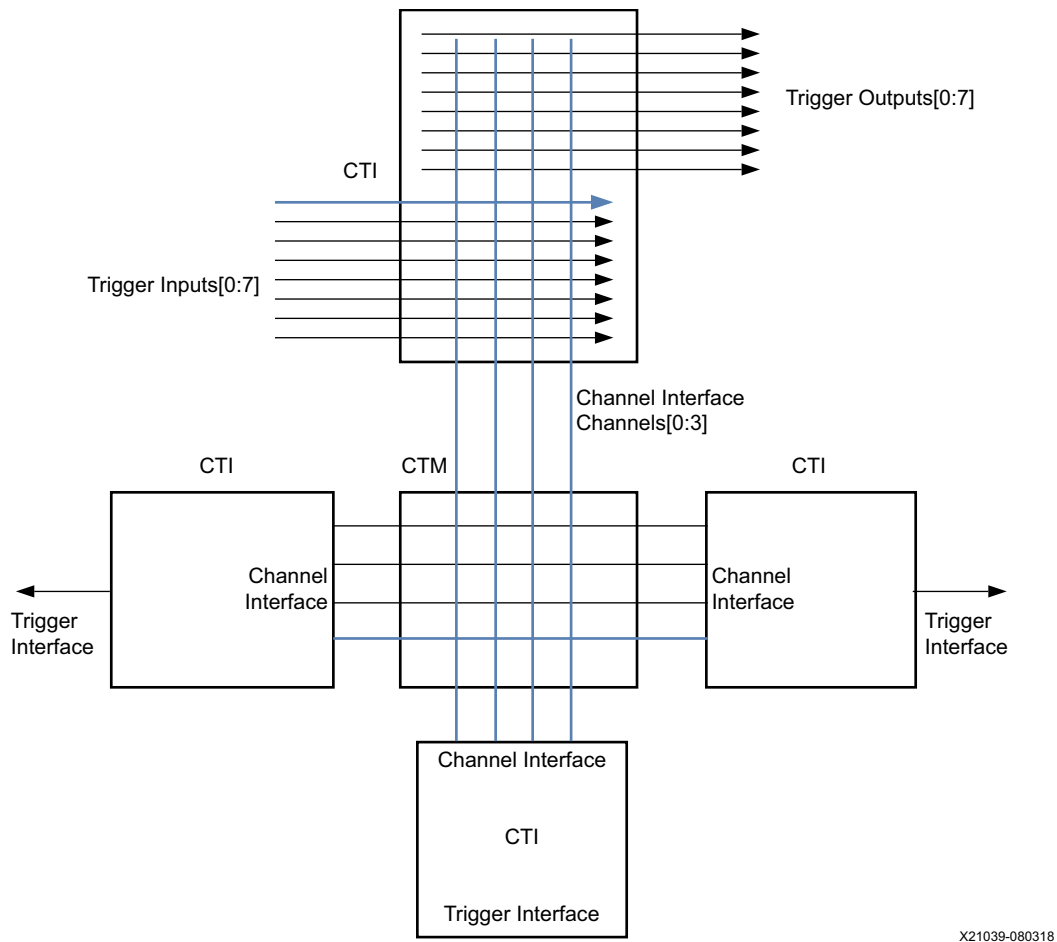 Trigger Outputs[0:7]
CTI
Trigger Inputs[0:7]
Channel Interface
Channels[0:3]
CTI
CTM
CTI
Channel
Interface
Channel
Interface
Trigger
Interface
Trigger
Interface
Channel Interface
CTI
Trigger Interface
X21039-080318